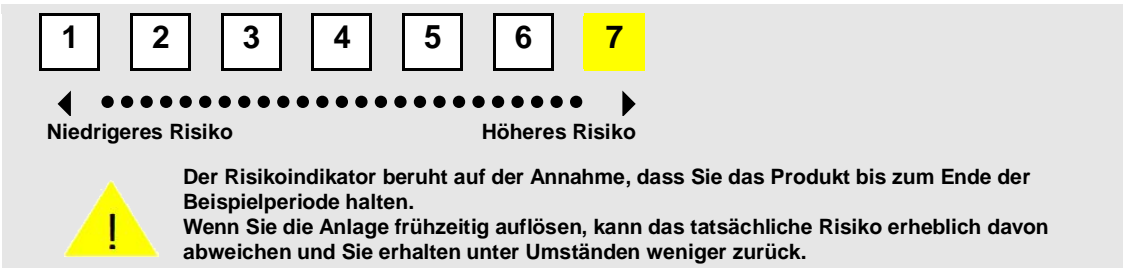 1 2 3 4 5 6 7
Niedrigeres Risiko Höheres Risiko
Der Risikoindikator beruht auf der Annahme, dass Sie das Produkt bis zum Ende der
Beispielperiode halten.
Wenn Sie die Anlage frühzeitig auflösen, kann das tatsächliche Risiko erheblich davon
abweichen und Sie erhalten unter Umständen weniger zurück.
!